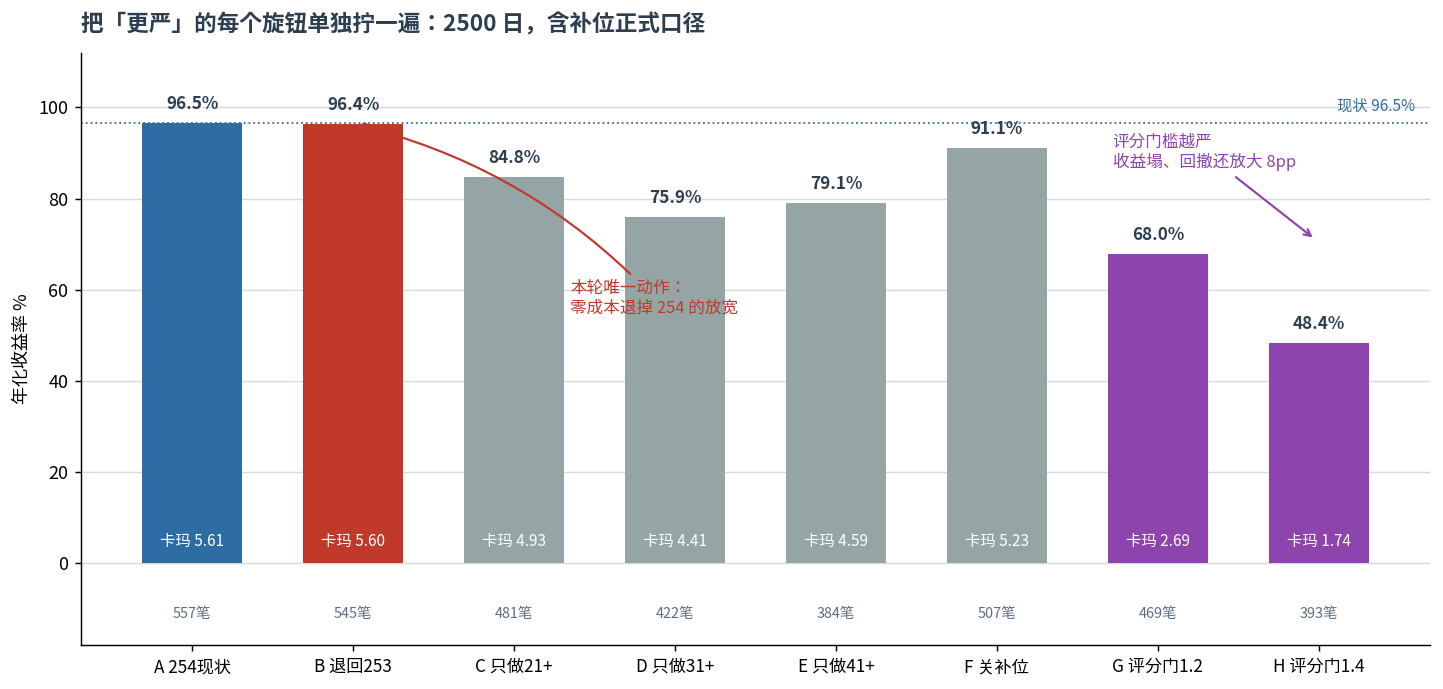 把「更严」的每个旋钮单独拧一遍：2500 日，含补位正式口径
年化收益率 %
100
80
60
40
20
0
96.5%
96.4%
84.8%
75.9%
79.1%
91.1%
68.0%
48.4%
现状 96.5%
评分门槛越严
收益塌、回撤还放大 8pp
本轮唯一动作：
零成本退掉 254 的放宽
卡玛 5.61
卡玛 5.60
卡玛 4.93
卡玛 4.41
卡玛 4.59
卡玛 5.23
卡玛 2.69
卡玛 1.74
557笔
545笔
481笔
422笔
384笔
507笔
469笔
393笔
A 254现状
B 退回253
C 只做21+
D 只做31+
E 只做41+
F 关补位
G 评分门1.2
H 评分门1.4